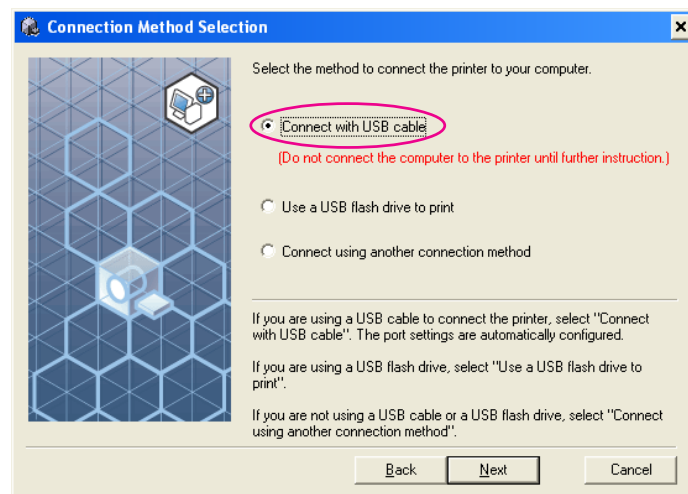 Connection Method Selection
Select the method to connect the printer to your computer.
Connect with USB cable
(Do not connect the computer to the printer until further instruction.)
Use a USB flash drive to print
Connect using another connection method
If you are using a USB cable to connect the printer, select "Connect
with USB cable". The port settings are automatically configured.
If you are using a USB flash drive, select "Use a USB flash drive to
print".
If you are not using a USB cable or a USB flash drive, select "Connect
using another connection method".
Back Next Cancel